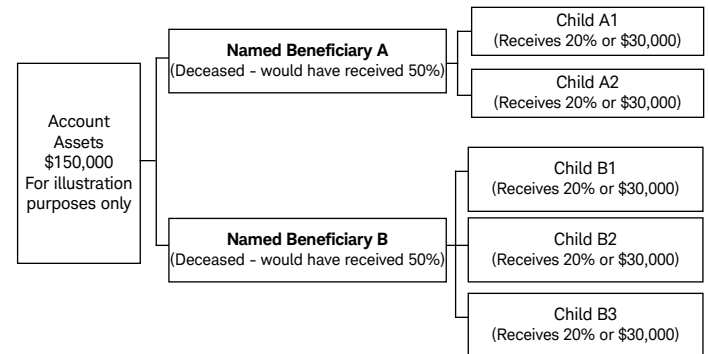 Account
Assets
$150,000
For illustration
purposes only
Named Beneficiary A
(Deceased - would have received 50%)
Child A1
(Receives 20% or $30,000)
Child A2
(Receives 20% or $30,000)
Named Beneficiary B
(Deceased - would have received 50%)
Child B1
(Receives 20% or $30,000)
Child B2
(Receives 20% or $30,000)
Child B3
(Receives 20% or $30,000)